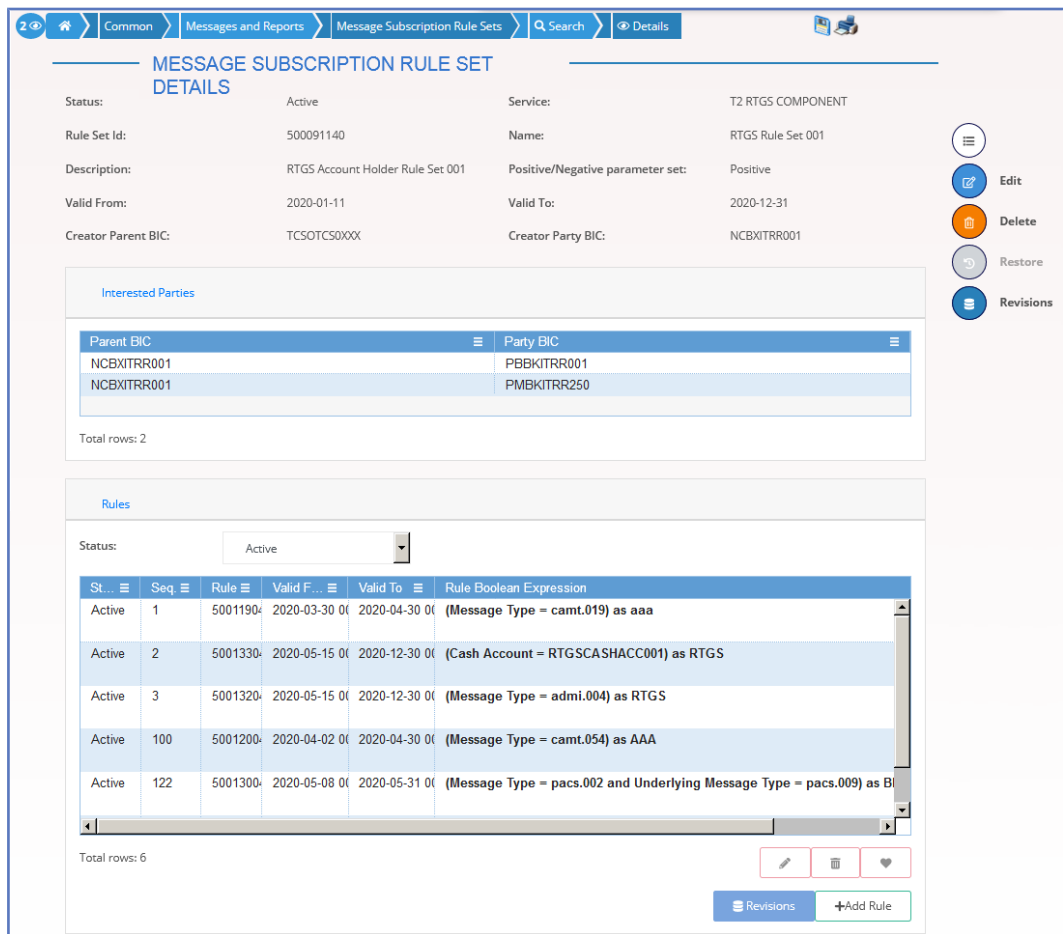 2 Common Messages and Reports Message Subscription Rule Sets Search Details
MESSAGE SUBSCRIPTION RULE SET
DETAILS
Status: Active Service: T2 RTGS COMPONENT
Rule Set Id: 500091140 Name: RTGS Rule Set 001
Description: RTGS Account Holder Rule Set 001 Positive/Negative parameter set: Positive
Valid From: 2020-01-11 Valid To: 2020-12-31
Creator Parent BIC: TCSOTCS0XXX Creator Party BIC: NCBXITRR001
Edit
Delete
Restore
Revisions
Interested Parties
Parent BIC Party BIC
NCBXITRR001 PBBKITRR001
NCBXITRR001 PMBKITRR250
Total rows: 2
Rules
Status: Active
St... Seq. Rule Valid F... Valid To Rule Boolean Expression
Active 1 5001190 2020-03-30 2020-04-30 (Message Type = camt.019) as aaa
Active 2 5001330 2020-05-15 2020-12-30 (Cash Account = RTGSCASHACC001) as RTGS
Active 3 5001320 2020-05-15 2020-12-30 (Message Type = admi.004) as RTGS
Active 100 5001200 2020-04-02 2020-04-30 (Message Type = camt.054) as AAA
Active 122 5001300 2020-05-08 2020-05-31 (Message Type = pacs.002 and Underlying Message Type = pacs.009) as
Total rows: 6
Revisions +Add Rule